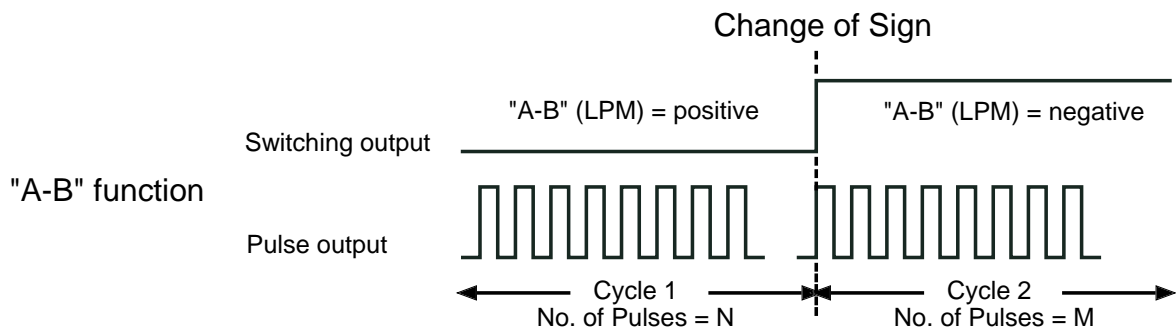 Change of Sign
"A-B" (LPM) = positive
"A-B" (LPM) = negative
Switching output
"A-B" function
Pulse output
Cycle 1
No. of Pulses = N
Cycle 2
No. of Pulses = M